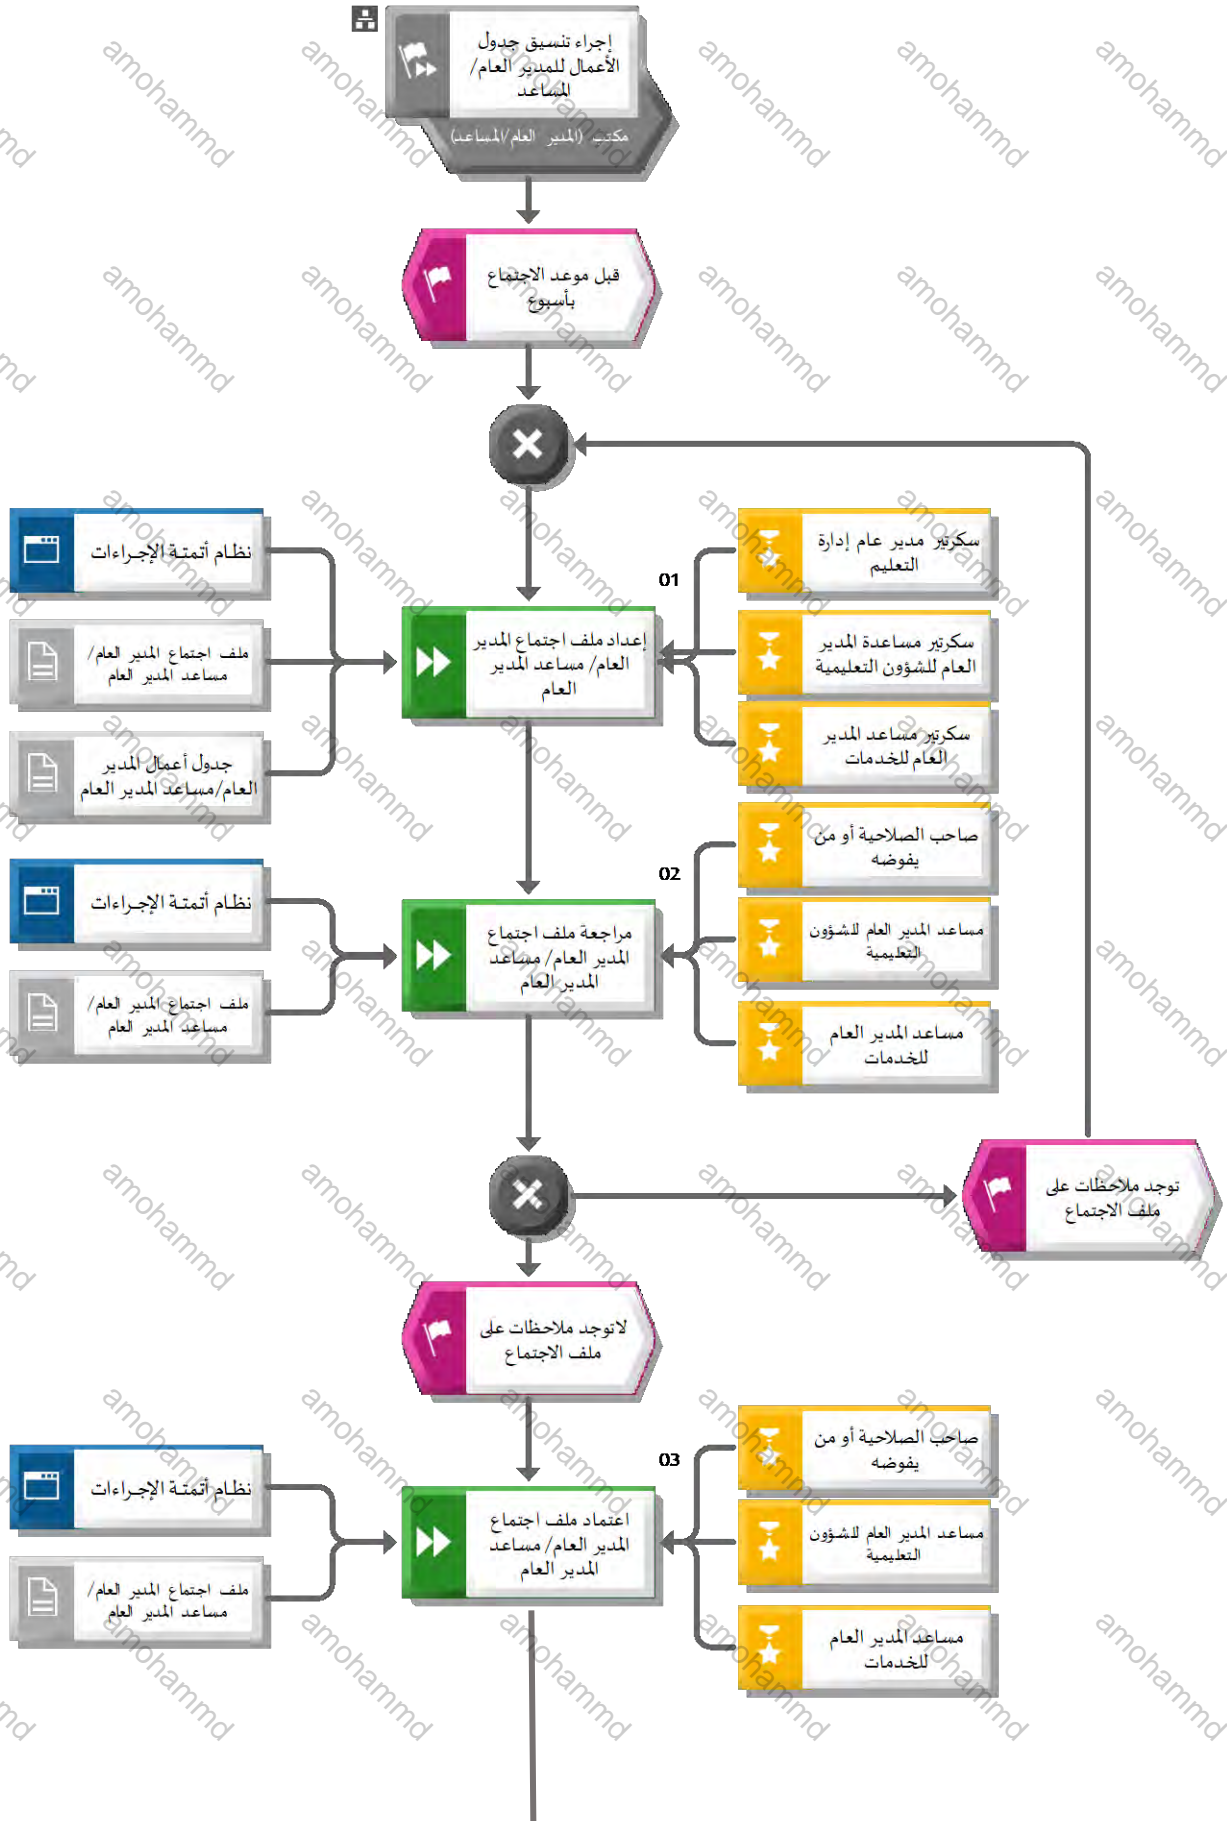 إجراء تنسيق جدول
الأعمال للمدير العام/
المساعد
مكتب (المدير العام/المساعد)
قبل موعد الاجتماع
بأسبوع
سكرتير مدير عام إدارة
التعليم
01
نظام أتمتة الإجراءات
سكرتير مساعدة المدير
العام للشؤون التعليمية
إعداد ملف اجتماع المدير
العام/ مساعد المدير
العام
ملف اجتماع المدير العام/
مساعد المدير العام
سكرتير مساعد المدير
العام للخدمات
جدول أعمال المدير
العام/مساعد المدير العام
صاحب الصلاحية أو من
يفوضه
02
نظام أتمتة الإجراءات
مساعد المدير العام للشؤون
التعليمية
مراجعة ملف اجتماع
المدير العام/ مساعد
المدير العام
ملف اجتماع المدير العام/
مساعد المدير العام
مساعد المدير العام
للخدمات
توجد ملاحظات على
ملف الاجتماع
لاتوجد ملاحظات على
ملف الاجتماع
صاحب الصلاحية أو من
يفوضه
03
نظام أتمتة الإجراءات
مساعد المدير العام للشؤون
التعليمية
اعتماد ملف اجتماع
المدير العام/ مساعد
المدير العام
ملف اجتماع المدير العام/
مساعد المدير العام
مساعد المدير العام
للخدمات
amohammd